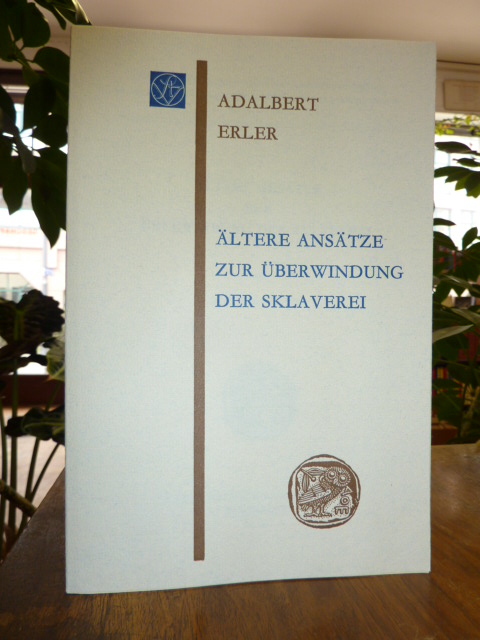 ADALBERT
ERLER
ÄLTERE ANSÄTZE
ZUR ÜBERWINDUNG
DER SKLAVEREI